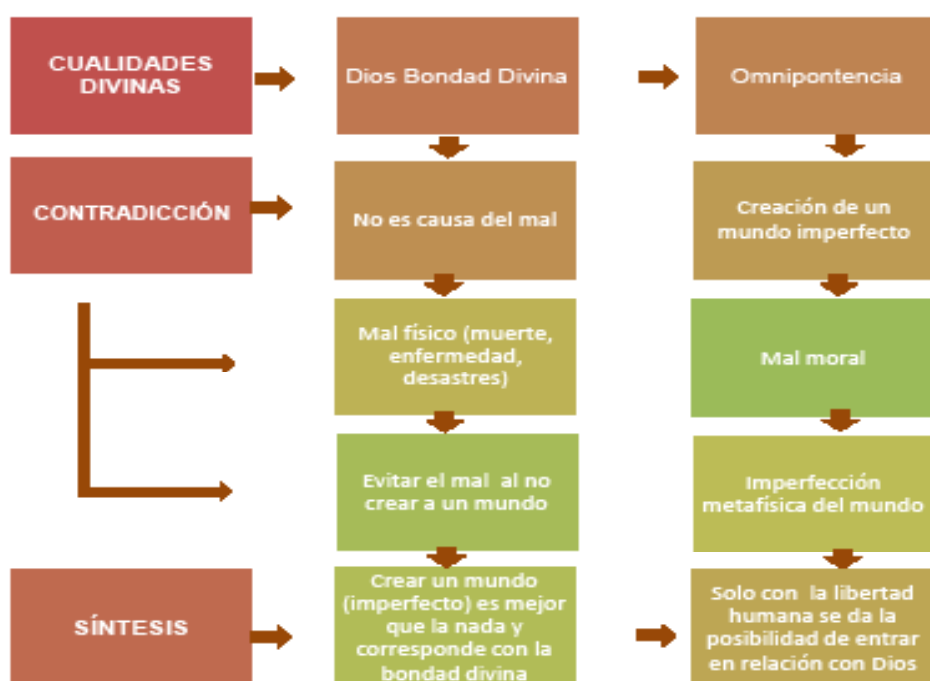 CUALIDADES
DIVINAS
Dios Bondad Divina
Omnipontencia
CONTRADICCIÓN
No es causa del mal
Creación de un
mundo imperfecto
Mal físico (muerte,
enfermedad,
desastres)
Mal moral
Evitar el mal al no
crear a un mundo
Imperfección
metafísica del mundo
SÍNTESIS
Crear un mundo
(imperfecto) es mejor
que la nada y
corresponde con la
bondad divina
Solo con la libertad
humana se da la
posibilidad de entrar
en relación con Dios